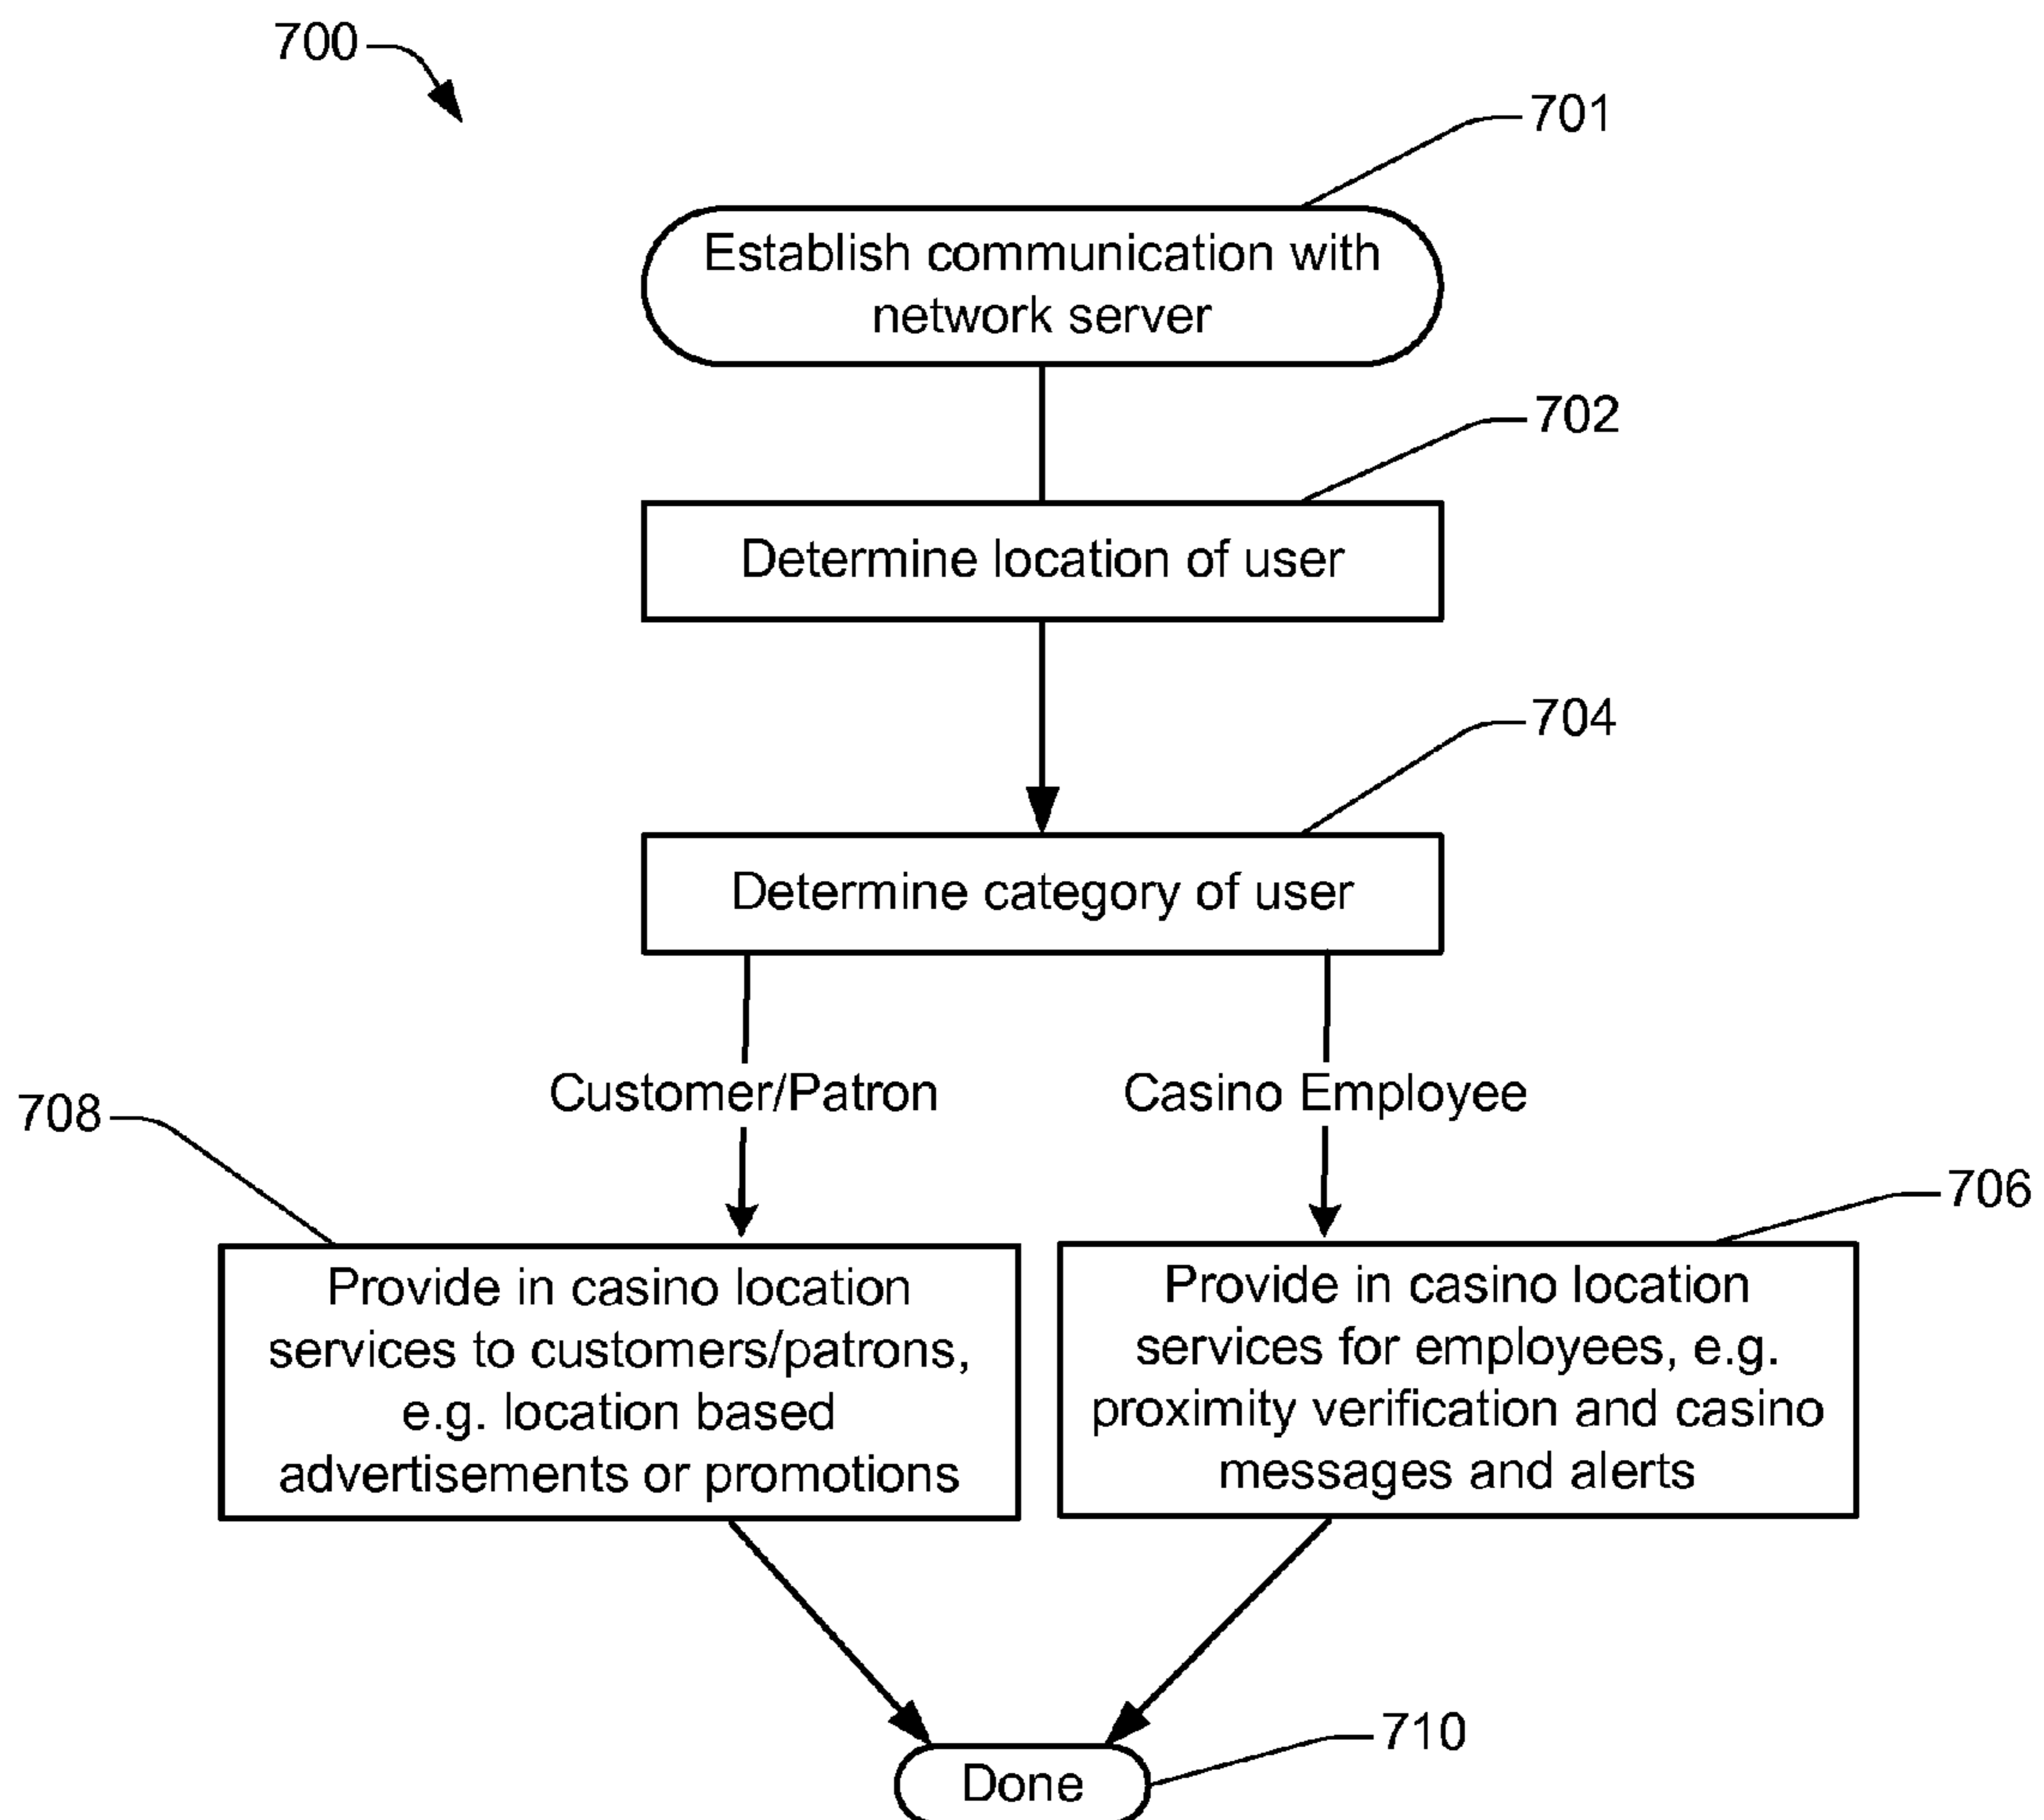 700
701
Establish communication with
network server
702
Determine location of user
704
Determine category of user
Customer/Patron
Casino Employee
708
706
Provide in casino location
services to customers/patrons,
e.g. location based
advertisements or promotions
Provide in casino location
services for employees, e.g.
proximity verification and casino
messages and alerts
710
Done